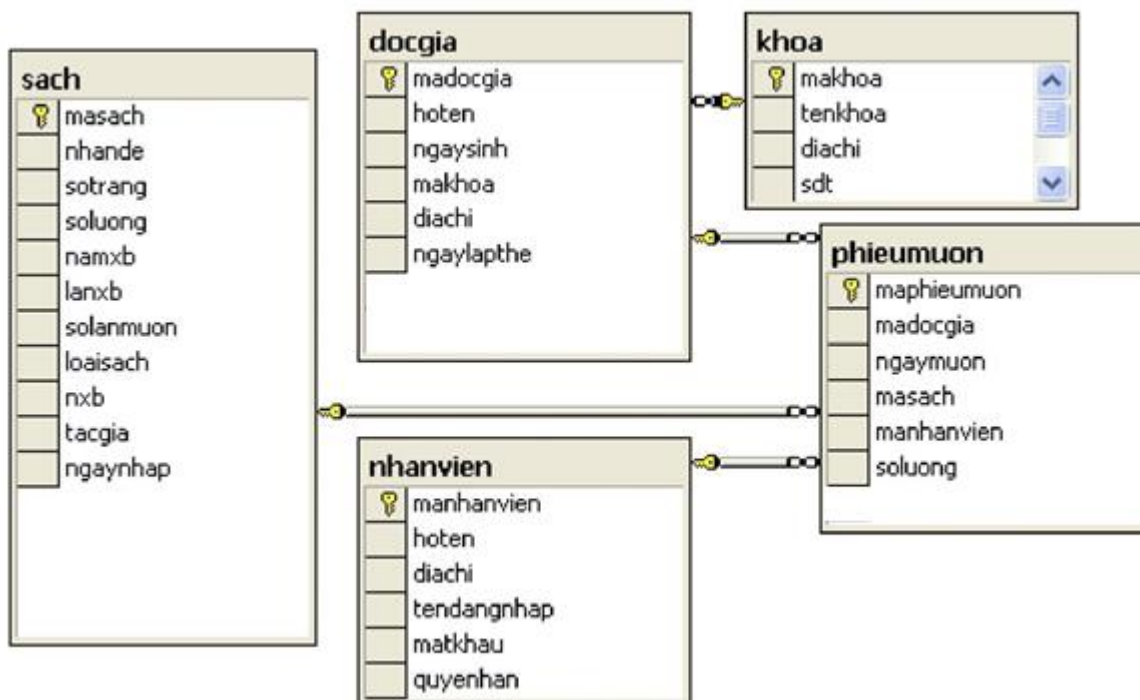 sach
masach
nhande
sotrang
soluong
namxb
lanxb
solanmuon
loaisach
nxb
tacgia
ngaynhap
docgia
madocgia
hoten
ngaysinh
makhoa
diachi
ngaylapthe
khoa
makhoa
tenkhoa
diachi
sdt
phieumuon
maphieumuon
madocgia
ngaymuon
masach
manhanvien
soluong
nhanvien
manhanvien
hoten
diachi
tendangnhap
matkhau
quyenhan